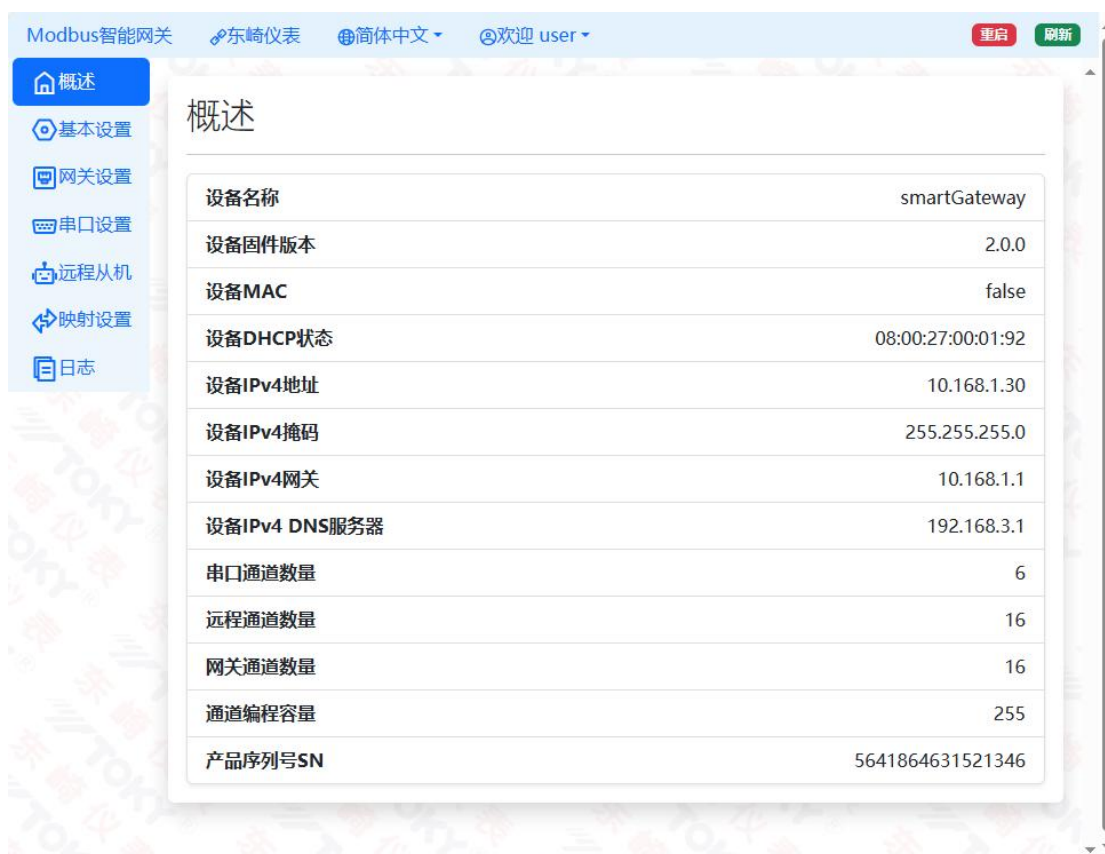 Modbus智能网关 东崎仪表 简体中文 欢迎 user 重启 刷新
概述
基本设置
网关设置
串口设置
远程从机
映射设置
日志
概述
设备名称 smartGateway
设备固件版本 2.0.0
设备MAC false
设备DHCP状态 08:00:27:00:01:92
设备IPv4地址 10.168.1.30
设备IPv4掩码 255.255.255.0
设备IPv4网关 10.168.1.1
设备IPv4 DNS服务器 192.168.3.1
串口通道数量 6
远程通道数量 16
网关通道数量 16
通道编程容量 255
产品序列号SN 5641864631521346